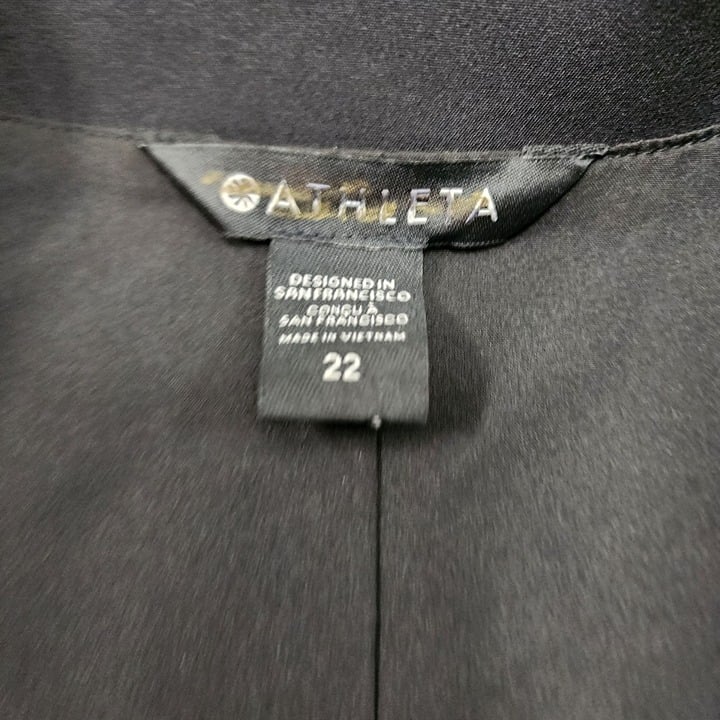 ATHLETA
DESIGNED IN
SAN FRANCISCO
CONÇU À
SAN FRANCISCO
MADE IN VIETNAM
22